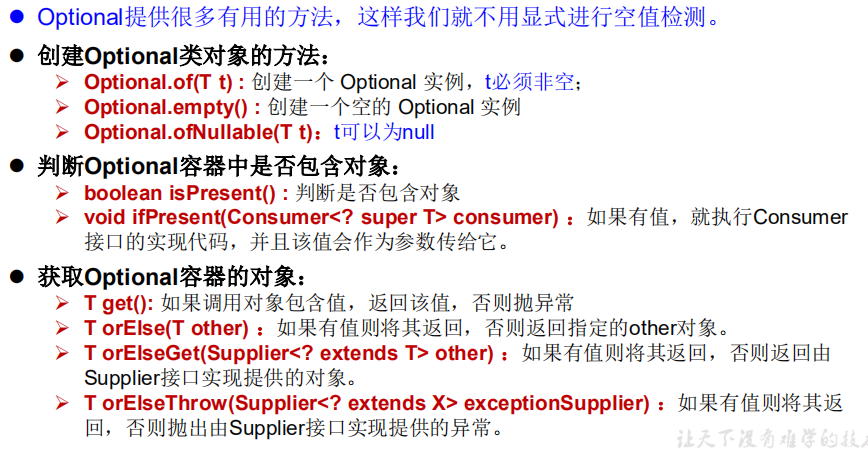 ● Optional提供很多有用的方法，这样我们就不用显式进行空值检测。
● 创建Optional类对象的方法：
➢ Optional.of(T t) : 创建一个 Optional 实例，t必须非空；
➢ Optional.empty() : 创建一个空的 Optional 实例
➢ Optional.ofNullable(T t)：t可以为null
● 判断Optional容器中是否包含对象：
➢ boolean isPresent() : 判断是否包含对象
➢ void ifPresent(Consumer<? super T> consumer) ：如果有值，就执行Consumer
接口的实现代码，并且该值会作为参数传给它。
● 获取Optional容器的对象：
➢ T get(): 如果调用对象包含值，返回该值，否则抛异常
➢ T orElse(T other) ：如果有值则将其返回，否则返回指定的other对象。
➢ T orElseGet(Supplier<? extends T> other) ：如果有值则将其返回，否则返回由
Supplier接口实现提供的对象。
➢ T orElseThrow(Supplier<? extends X> exceptionSupplier) ：如果有值则将其返
回，否则抛出由Supplier接口实现提供的异常。
让天下没有难学的技